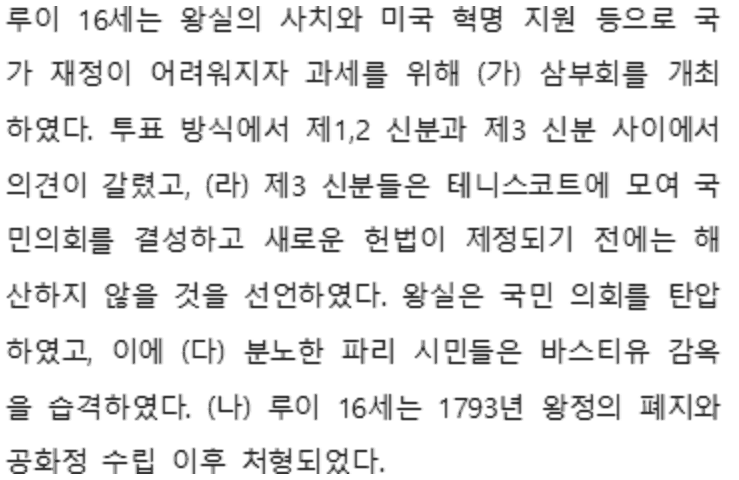 루이 16세는 왕실의 사치와 미국 혁명 지원 등으로 국
가 재정이 어려워지자 과세를 위해 (가) 삼부회를 개최
하였다. 투표 방식에서 제1,2 신분과 제3 신분 사이에서
의견이 갈렸고, (라) 제3 신분들은 테니스코트에 모여 국
민의회를 결성하고 새로운 헌법이 제정되기 전에는 해
산하지 않을 것을 선언하였다. 왕실은 국민 의회를 탄압
하였고, 이에 (다) 분노한 파리 시민들은 바스티유 감옥
을 습격하였다. (나) 루이 16세는 1793년 왕정의 폐지와
공화정 수립 이후 처형되었다.